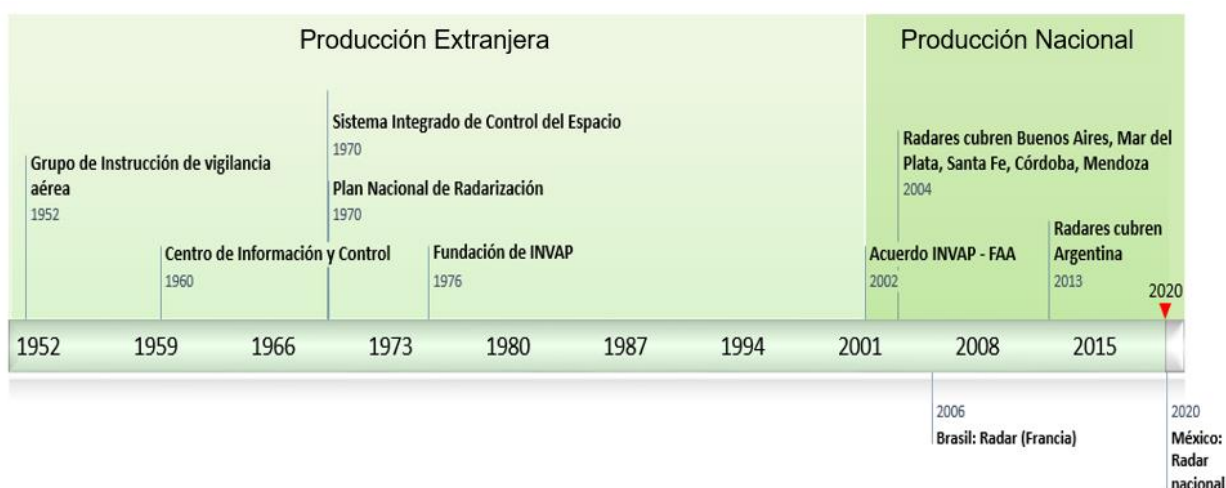 Producción Extranjera
Producción Nacional
Sistema Integrado de Control del Espacio
1970
Grupo de Instrucción de vigilancia
aérea
1952
Plan Nacional de Radarización
1970
Radares cubren Buenos Aires, Mar del
Plata, Santa Fe, Córdoba, Mendoza
2004
Centro de Información y Control
1960
Fundación de INVAP
1976
Acuerdo INVAP - FAA
2002
Radares cubren
Argentina
2013
2020
1952 1959 1966 1973 1980 1987 1994 2001 2008 2015
2006
Brasil: Radar (Francia)
2020
México:
Radar
nacional